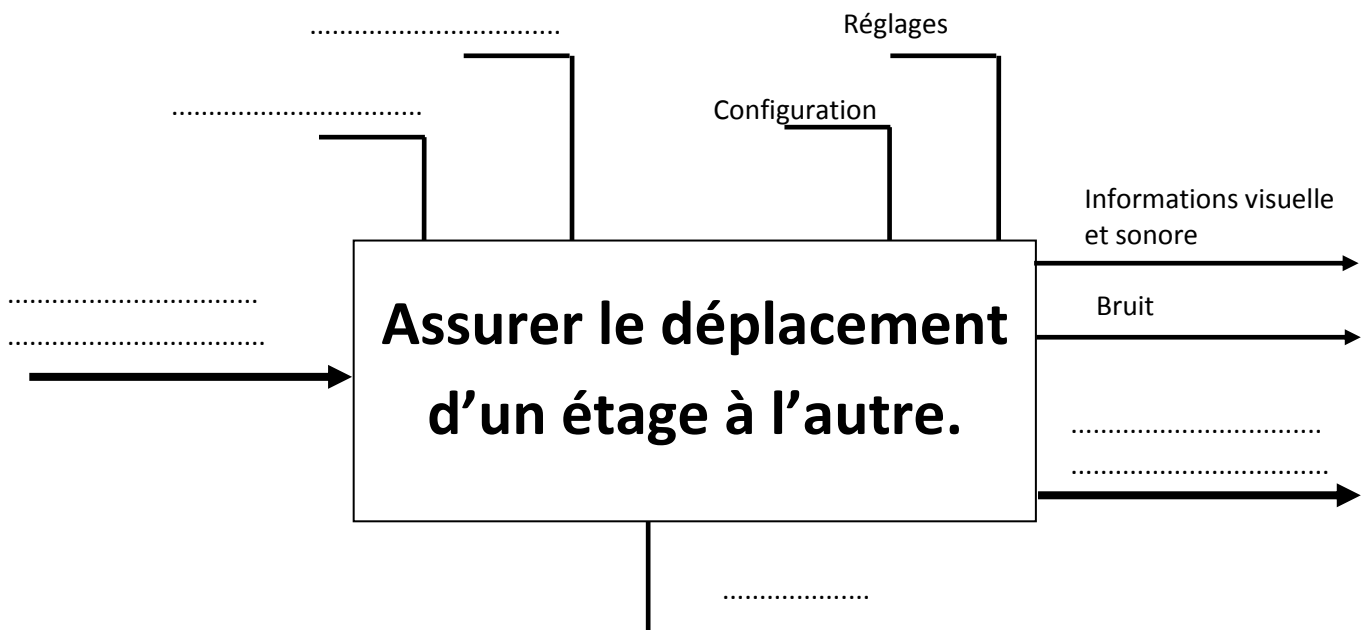 ..................................
Réglages
..................................
Configuration
Informations visuelle
et sonore
..................................
Bruit
...................................
Assurer le déplacement
d’un étage à l’autre.
..................................
...................................
....................